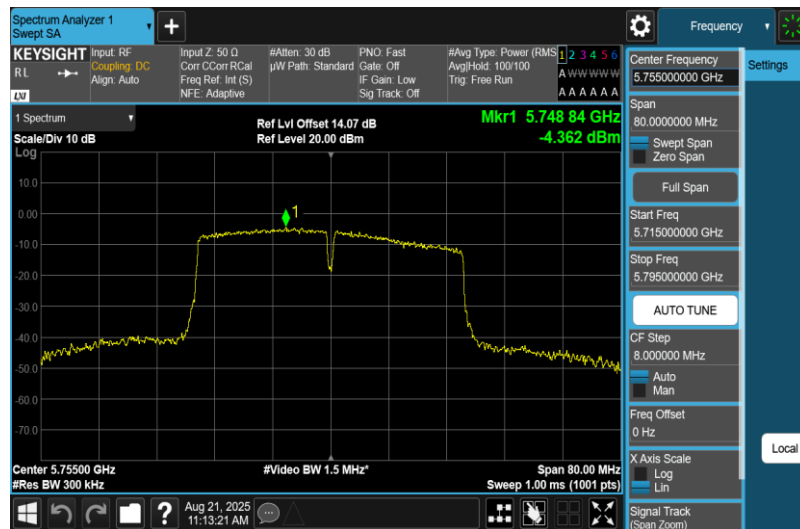 Spectrum Analyzer 1
Swept SA
+
Frequency
KEYSIGHT
RL
LXI
Input: RF
Coupling: DC
Align: Auto
Input Z: 50 Ω
Corr CCorr RCal
Freq Ref: Int (S)
NFE: Adaptive
#Atten: 30 dB
µW Path: Standard
PNO: Fast
Gate: Off
IF Gain: Low
Sig Track: Off
#Avg Type: Power (RMS
Avg|Hold: 100/100
Trig: Free Run
1 2 3 4 5 6
A W W W W W
A A A A A A
1 Spectrum
Scale/Div 10 dB
Log
Ref Lvl Offset 14.07 dB
Ref Level 20.00 dBm
Mkr1 5.748 84 GHz
-4.362 dBm
10.0
0.00
-10.0
-20.0
-30.0
-40.0
-50.0
-60.0
-70.0
1
Center 5.75500 GHz
#Res BW 300 kHz
#Video BW 1.5 MHz*
Span 80.00 MHz
Sweep 1.00 ms (1001 pts)
Center Frequency
5.755000000 GHz
Span
80.0000000 MHz
Swept Span
Zero Span
Full Span
Start Freq
5.715000000 GHz
Stop Freq
5.795000000 GHz
AUTO TUNE
CF Step
8.000000 MHz
Auto
Man
Freq Offset
0 Hz
X Axis Scale
Log
Lin
Signal Track
(Span Zoom)
Settings
Local
?
Aug 21, 2025
11:13:21 AM